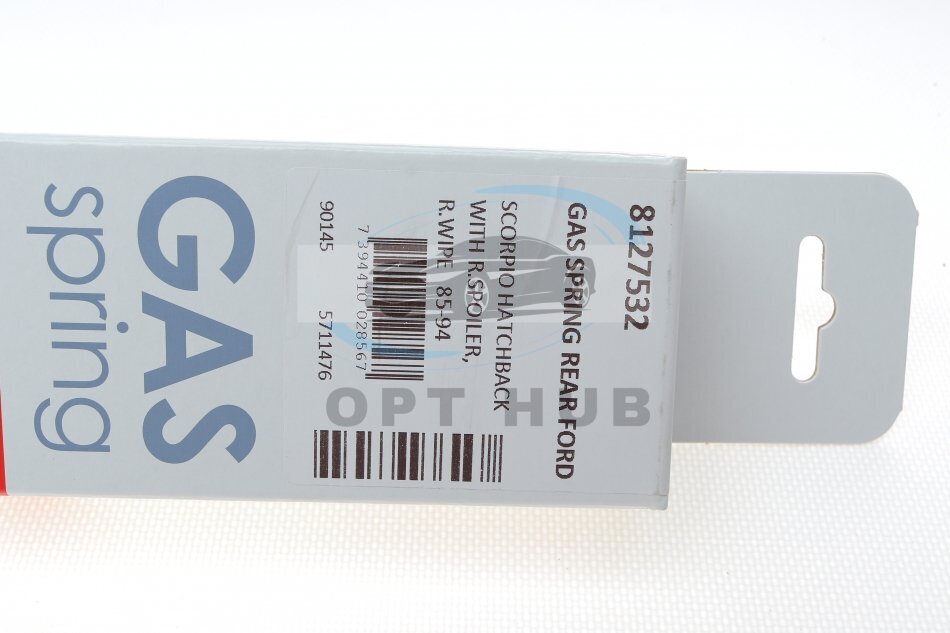 GAS
spring
8127532
GAS SPRING REAR FORD
SCORPIO HATCHBACK
WITH R.SPOILER,
R.WIPE 85-94
7 394410 028567
90145 5711476
OPT HUB